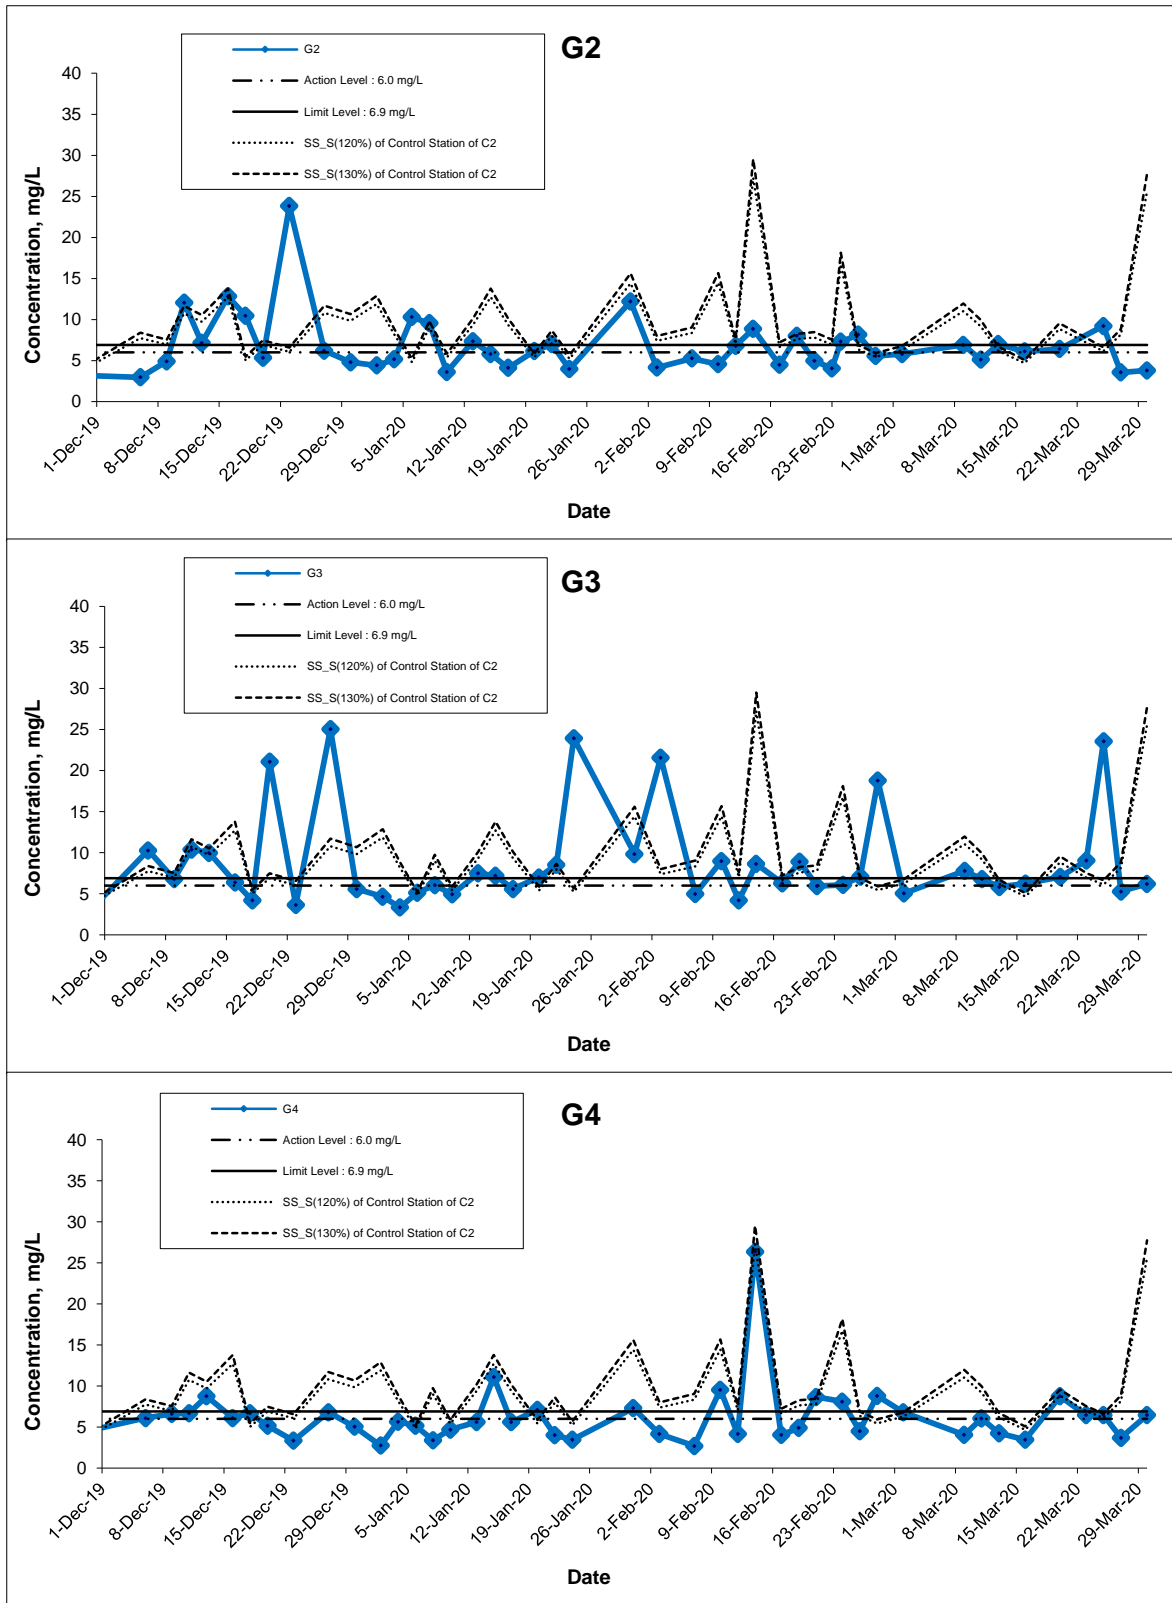 G2
G2
Action Level : 6.0 mg/L
Limit Level : 6.9 mg/L
SS_S(120%) of Control Station of C2
SS_S(130%) of Control Station of C2
Concentration, mg/L
40
35
30
25
20
15
10
5
0
1-Dec-19
8-Dec-19
15-Dec-19
22-Dec-19
29-Dec-19
5-Jan-20
12-Jan-20
19-Jan-20
26-Jan-20
2-Feb-20
9-Feb-20
16-Feb-20
23-Feb-20
1-Mar-20
8-Mar-20
15-Mar-20
22-Mar-20
29-Mar-20
Date
G3
G3
Action Level : 6.0 mg/L
Limit Level : 6.9 mg/L
SS_S(120%) of Control Station of C2
SS_S(130%) of Control Station of C2
Concentration, mg/L
40
35
30
25
20
15
10
5
0
1-Dec-19
8-Dec-19
15-Dec-19
22-Dec-19
29-Dec-19
5-Jan-20
12-Jan-20
19-Jan-20
26-Jan-20
2-Feb-20
9-Feb-20
16-Feb-20
23-Feb-20
1-Mar-20
8-Mar-20
15-Mar-20
22-Mar-20
29-Mar-20
Date
G4
G4
Action Level : 6.0 mg/L
Limit Level : 6.9 mg/L
SS_S(120%) of Control Station of C2
SS_S(130%) of Control Station of C2
Concentration, mg/L
40
35
30
25
20
15
10
5
0
1-Dec-19
8-Dec-19
15-Dec-19
22-Dec-19
29-Dec-19
5-Jan-20
12-Jan-20
19-Jan-20
26-Jan-20
2-Feb-20
9-Feb-20
16-Feb-20
23-Feb-20
1-Mar-20
8-Mar-20
15-Mar-20
22-Mar-20
29-Mar-20
Date